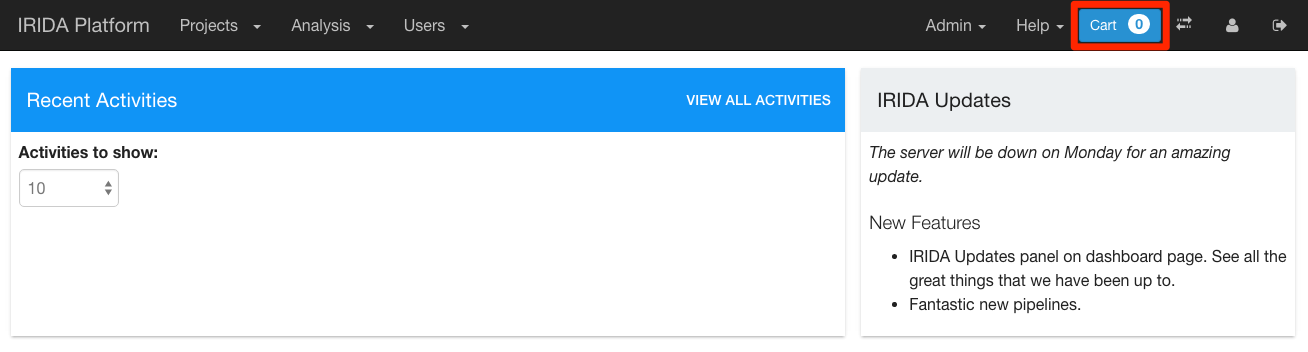 IRIDA Platform Projects Analysis Users Admin Help Cart 0
Recent Activities VIEW ALL ACTIVITIES
Activities to show:
10
IRIDA Updates
The server will be down on Monday for an amazing
update.
New Features
• IRIDA Updates panel on dashboard page. See all the
great things that we have been up to.
• Fantastic new pipelines.